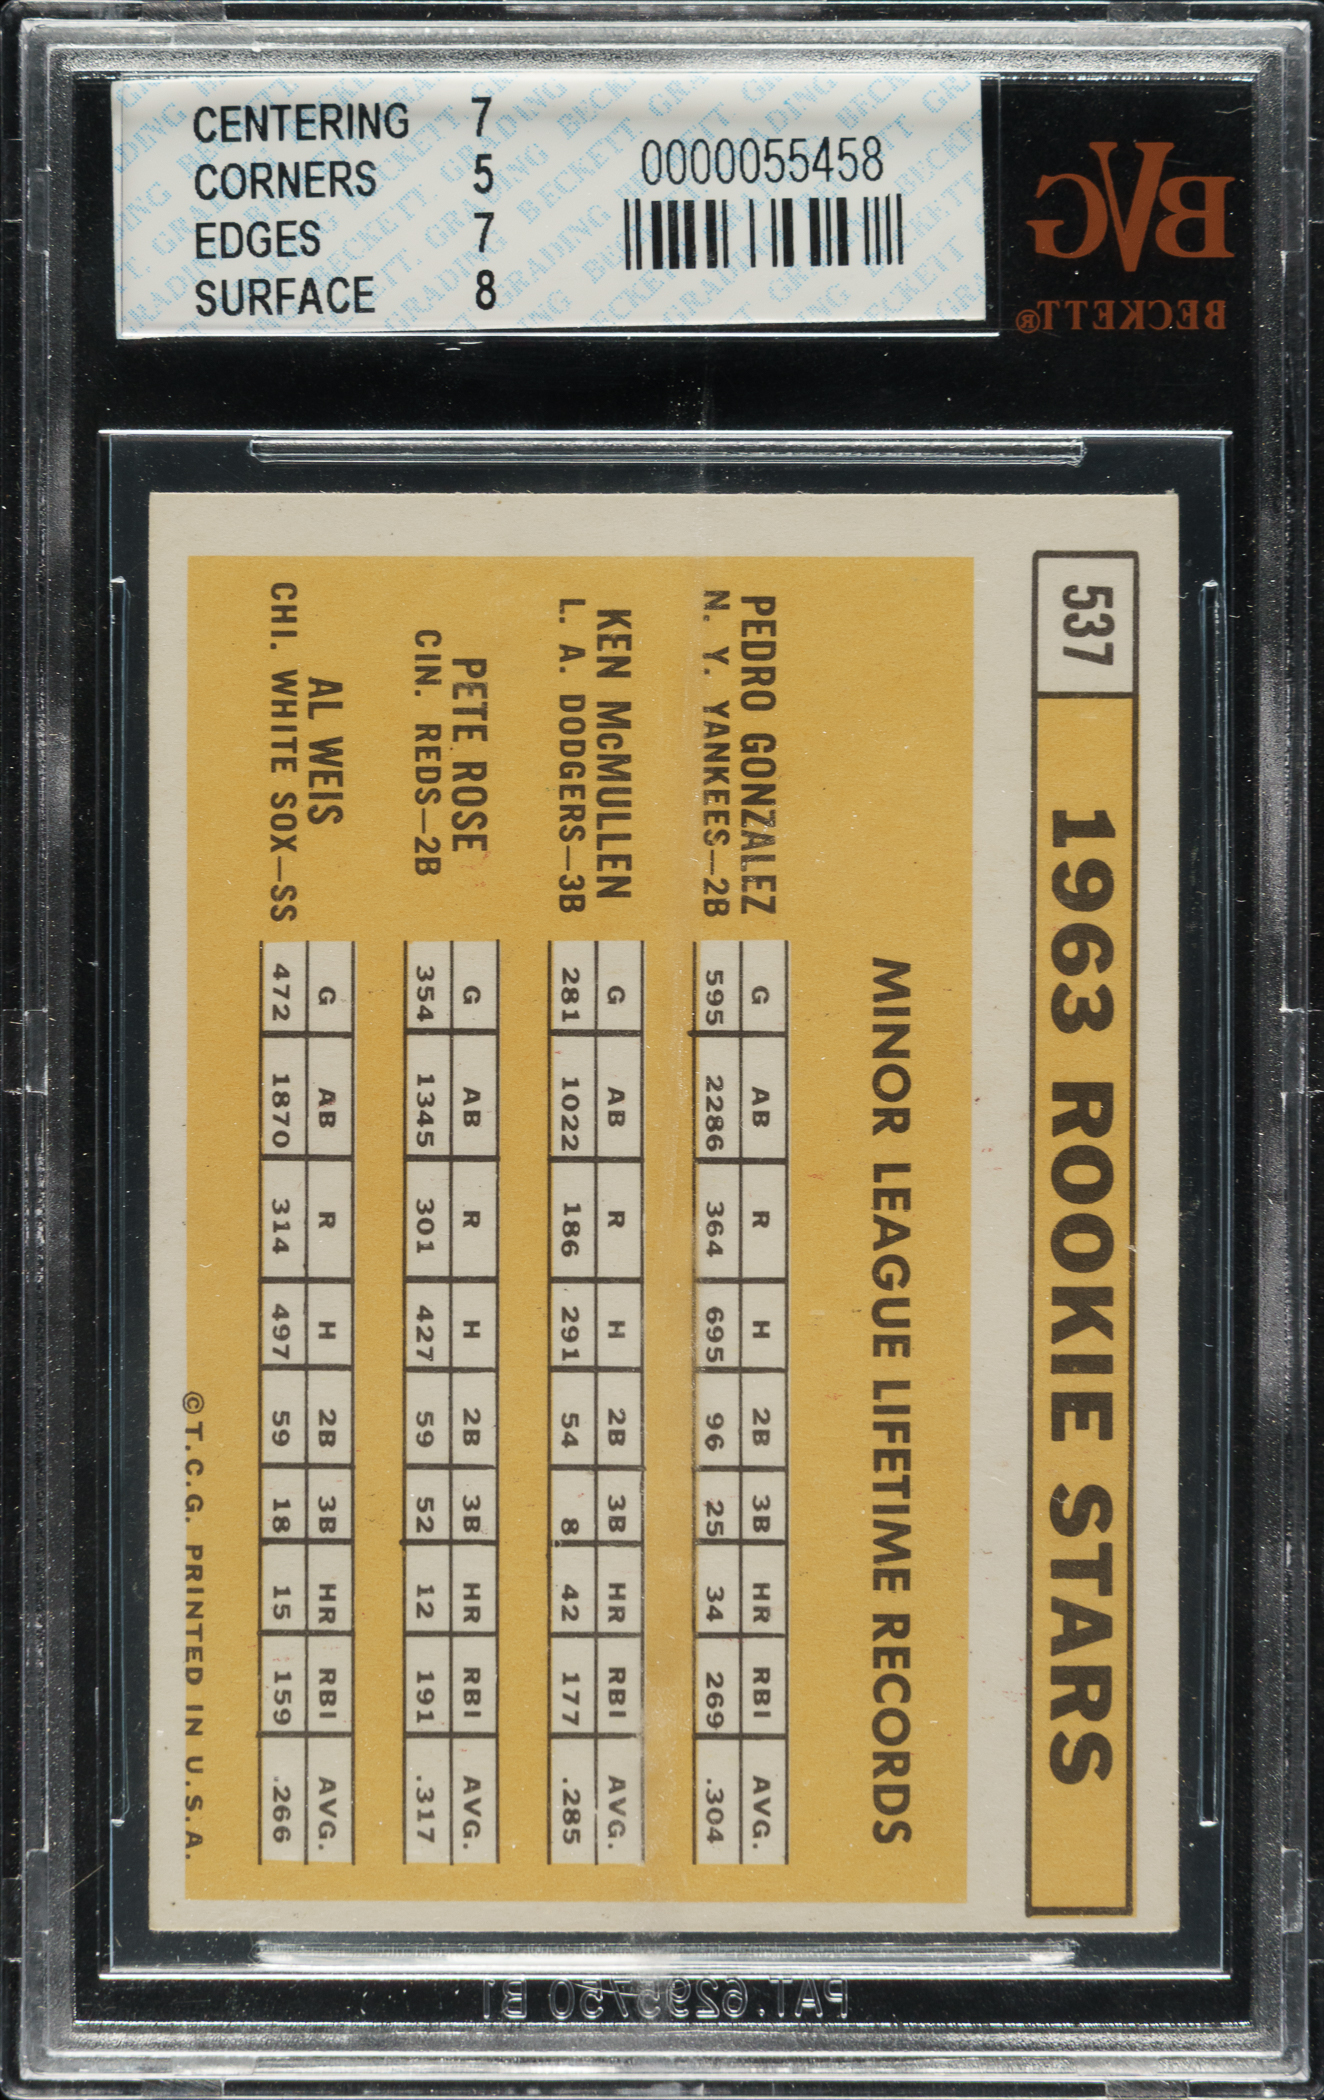 CENTERING 7
CORNERS 5
EDGES 7
SURFACE 8
0000055458
BVG
BECKETT®
537
1963 ROOKIE STARS
MINOR LEAGUE LIFETIME RECORDS
PEDRO GONZALEZ
N. Y. YANKEES—2B
G AB R H 2B 3B HR RBI AVG.
595 2286 364 695 96 25 34 269 .304
KEN McMULLEN
L. A. DODGERS—3B
G AB R H 2B 3B HR RBI AVG.
281 1022 186 291 54 8 42 177 .285
PETE ROSE
CIN. REDS—2B
G AB R H 2B 3B HR RBI AVG.
354 1345 301 427 59 52 12 191 .317
AL WEIS
CHI. WHITE SOX—SS
G AB R H 2B 3B HR RBI AVG.
472 1870 314 497 59 18 15 159 .266
©T.C.G. PRINTED IN U.S.A.
PAT. 6295750 B1